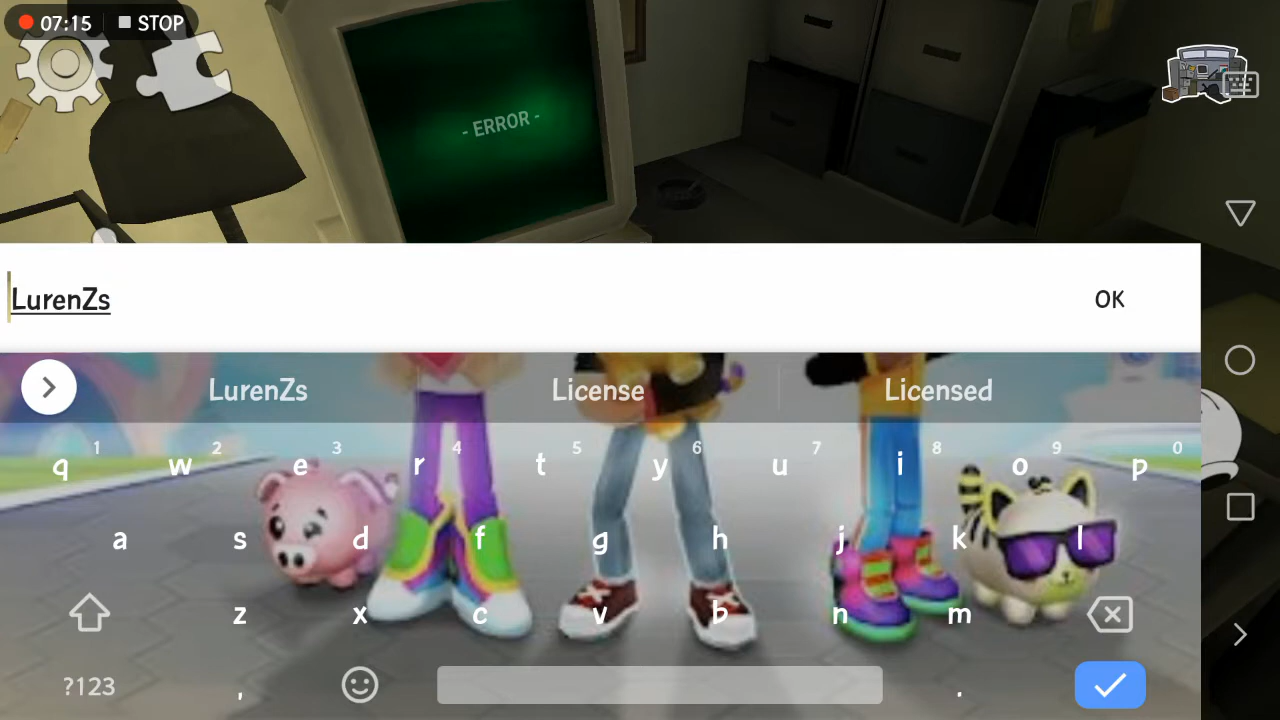 07:15 STOP
- ERROR -
LurenZs OK
LurenZs License Licensed
1 2 3 4 5 6 7 8 9 0
q w e r t y u i o p
a s d f g h j k l
z x c v b n m
?123 , .